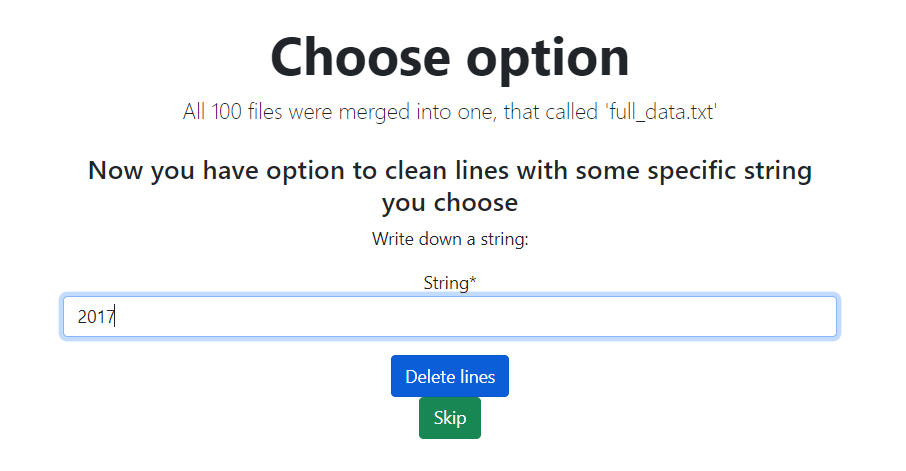 Choose option
All 100 files were merged into one, that called 'full_data.txt'
Now you have option to clean lines with some specific string
you choose
Write down a string:
String*
2017
Delete lines
Skip